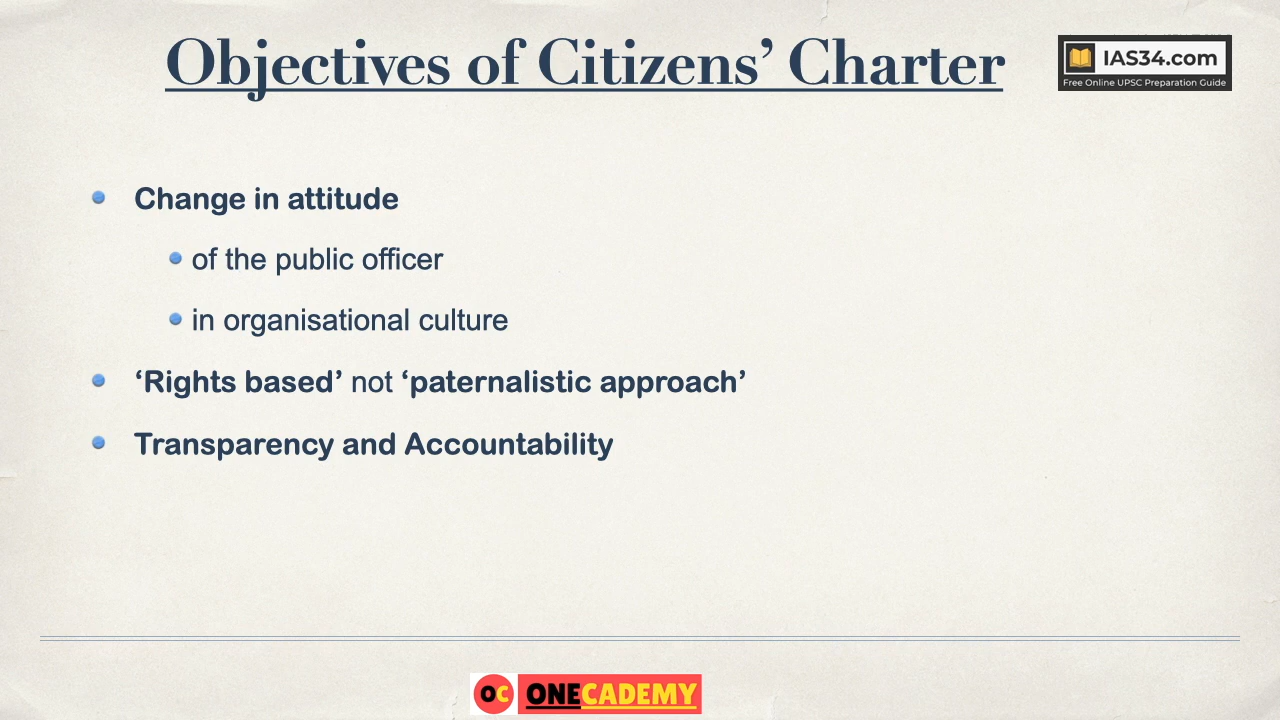 Objectives of Citizens’ Charter
IAS34.com
Free Online UPSC Preparation Guide
Change in attitude
of the public officer
in organisational culture
‘Rights based’ not ‘paternalistic approach’
Transparency and Accountability
OC ONECADEMY